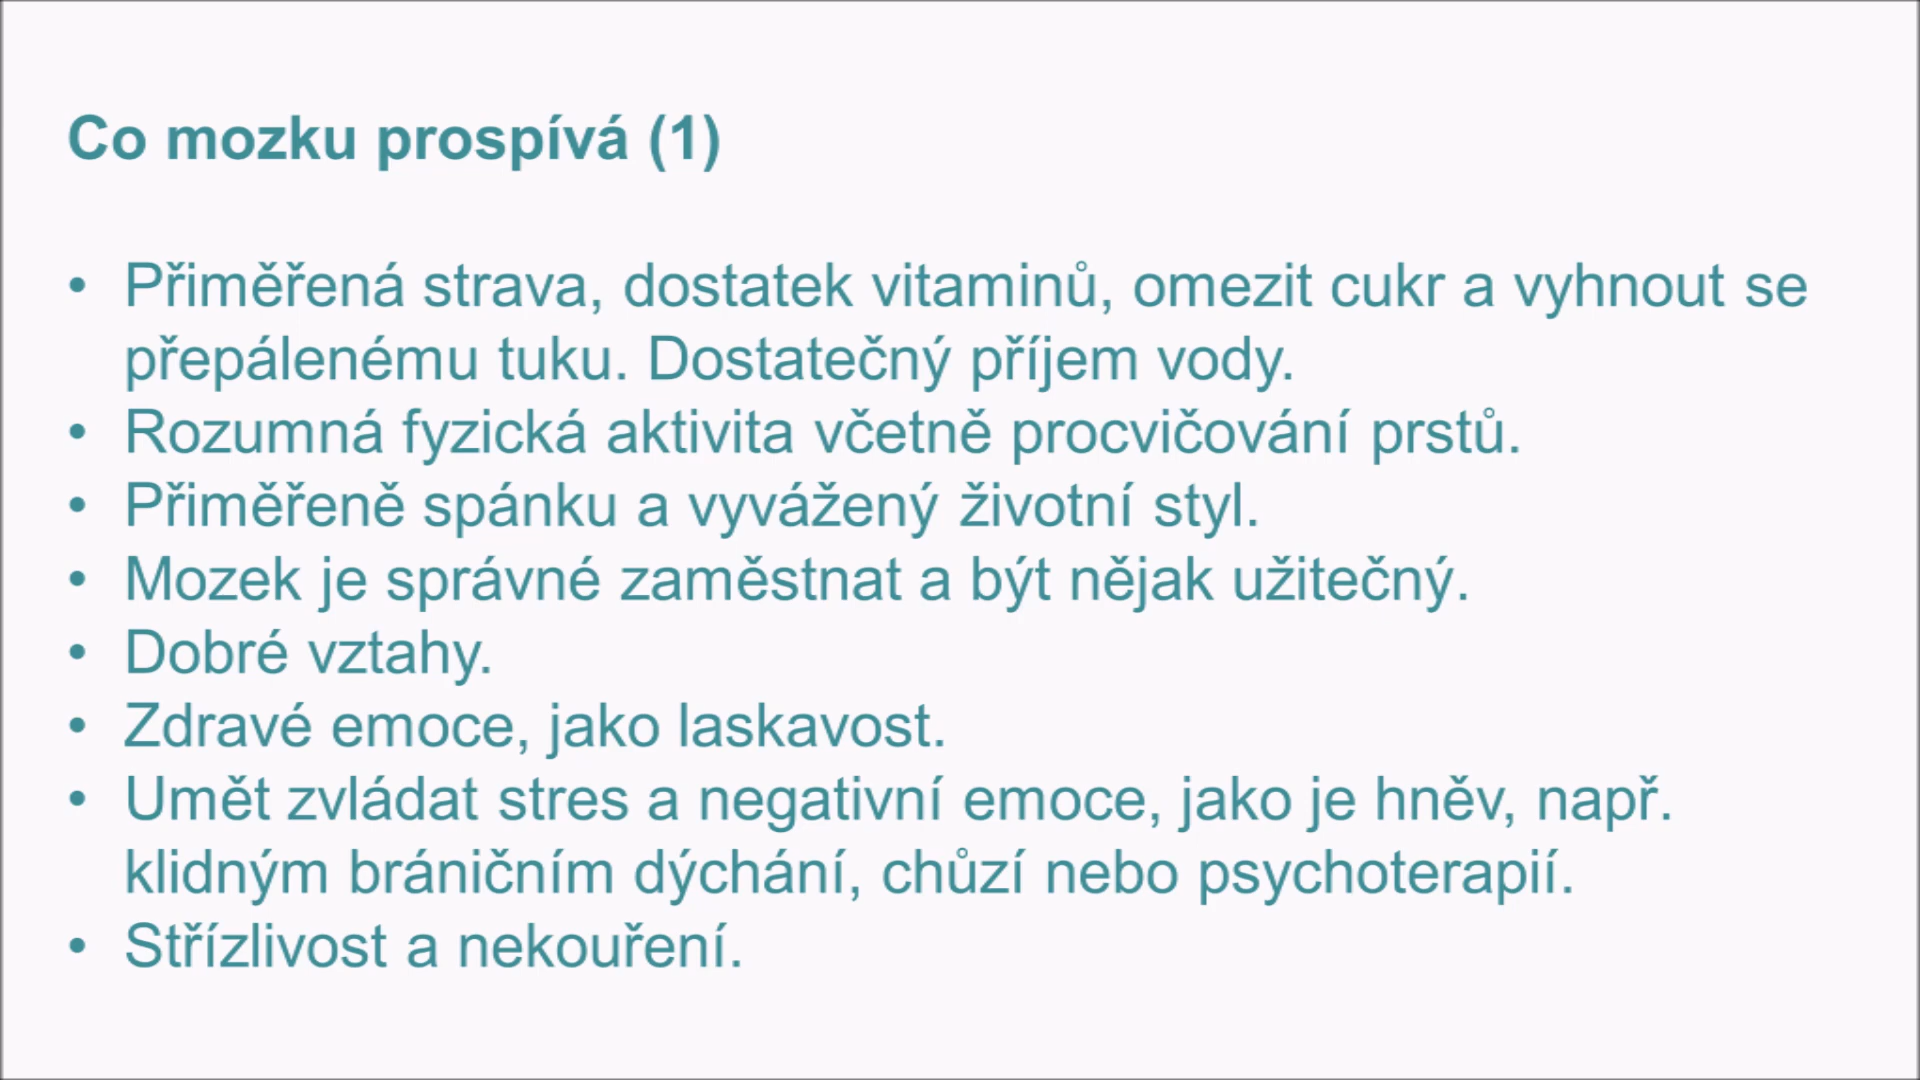 Co mozku prospívá (1)
• Přiměřená strava, dostatek vitaminů, omezit cukr a vyhnout se
přepálenému tuku. Dostatečný příjem vody.
• Rozumná fyzická aktivita včetně procvičování prstů.
• Přiměřeně spánku a vyvážený životní styl.
• Mozek je správné zaměstnat a být nějak užitečný.
• Dobré vztahy.
• Zdravé emoce, jako laskavost.
• Umět zvládat stres a negativní emoce, jako je hněv, např.
klidným bráničním dýchání, chůzí nebo psychoterapií.
• Střízlivost a nekouření.